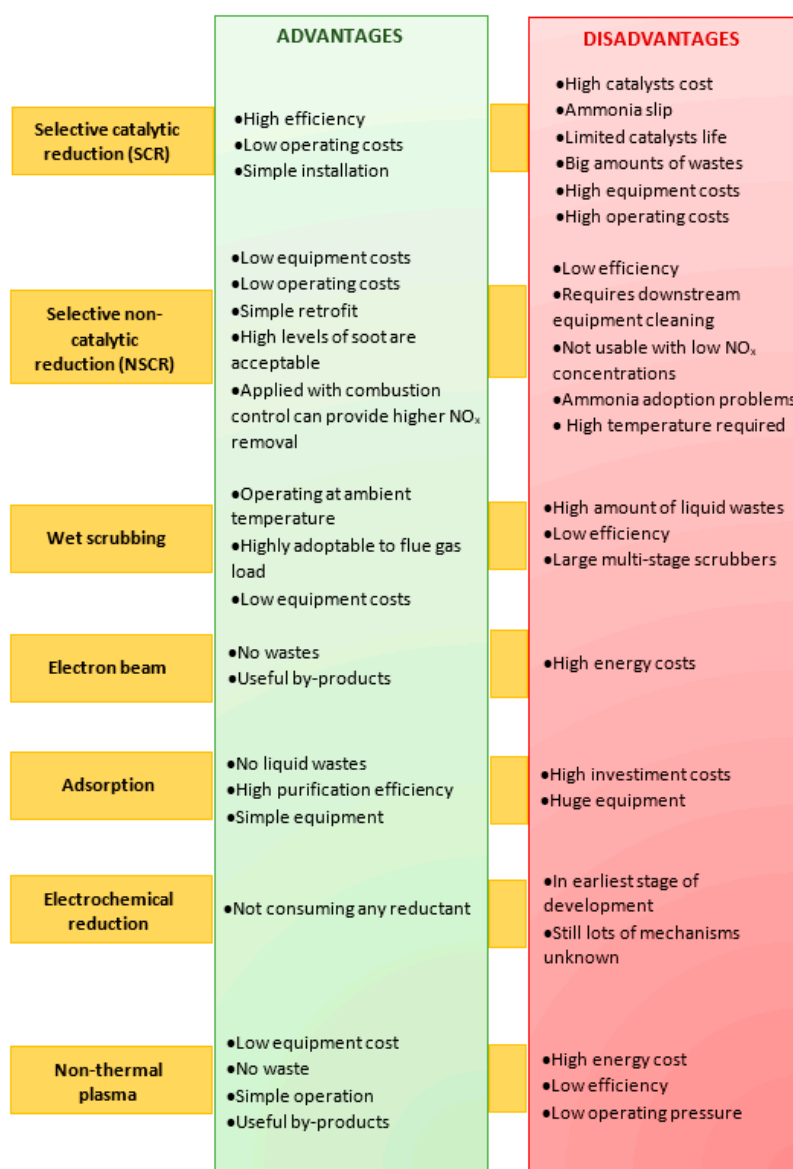 ADVANTAGES
DISADVANTAGES
Selective catalytic
reduction (SCR)
●High efficiency
●Low operating costs
●Simple installation
●High catalysts cost
●Ammonia slip
●Limited catalysts life
●Big amounts of wastes
●High equipment costs
●High operating costs
Selective non-
catalytic
reduction (NSCR)
●Low equipment costs
●Low operating costs
●Simple retrofit
●High levels of soot are
acceptable
●Applied with combustion
control can provide higher NOₓ
removal
●Low efficiency
●Requires downstream
equipment cleaning
●Not usable with low NOₓ
concentrations
●Ammonia adoption problems
● High temperature required
Wet scrubbing
●Operating at ambient
temperature
●Highly adoptable to flue gas
load
●Low equipment costs
●High amount of liquid wastes
●Low efficiency
●Large multi-stage scrubbers
Electron beam
●No wastes
●Useful by-products
●High energy costs
Adsorption
●No liquid wastes
●High purification efficiency
●Simple equipment
●High investiment costs
●Huge equipment
Electrochemical
reduction
●Not consuming any reductant
●In earliest stage of
development
●Still lots of mechanisms
unknown
Non-thermal
plasma
●Low equipment cost
●No waste
●Simple operation
●Useful by-products
●High energy cost
●Low efficiency
●Low operating pressure